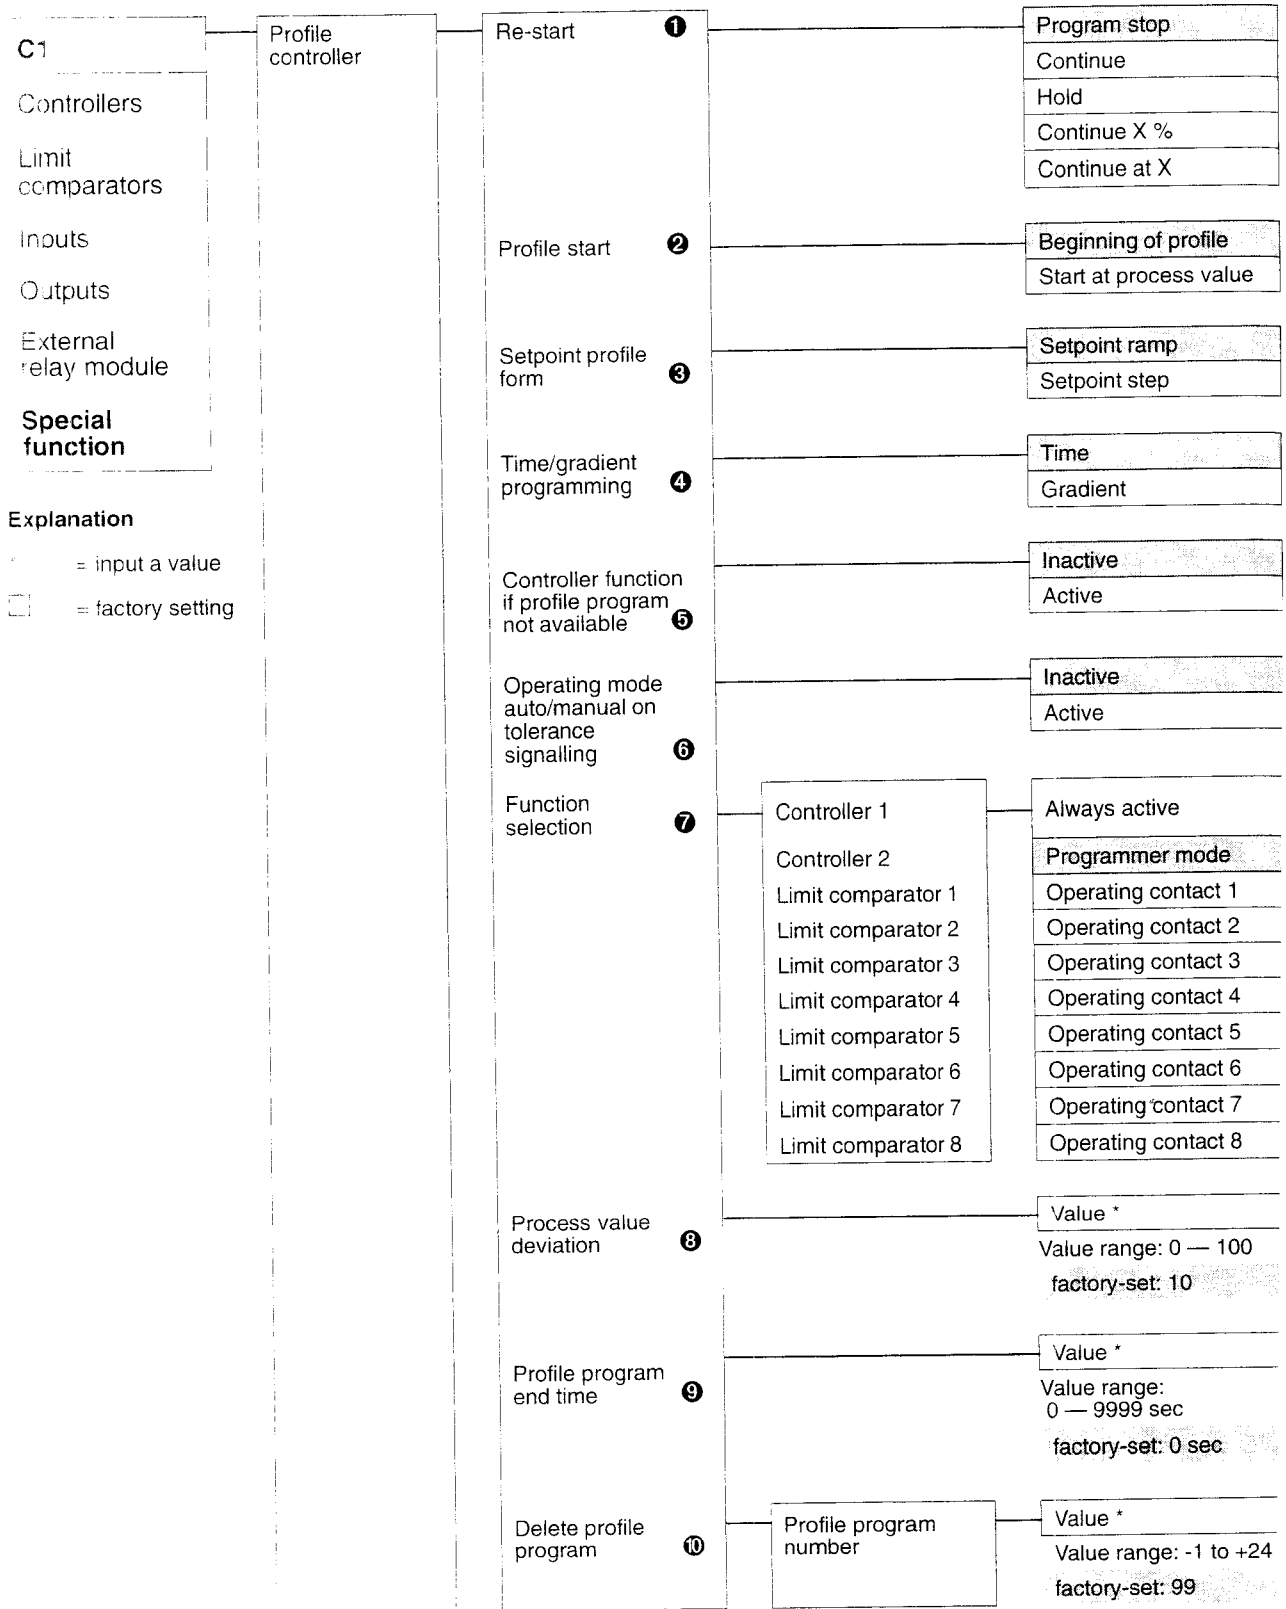 C1
Controllers
Limit
comparators
Inputs
Outputs
External
relay module
Special
function
Explanation
* = input a value
= factory setting
Profile
controller
Re-start ❶
Program stop
Continue
Hold
Continue X %
Continue at X
Profile start ❷
Beginning of profile
Start at process value
Setpoint profile
form ❸
Setpoint ramp
Setpoint step
Time/gradient
programming ❹
Time
Gradient
Controller function
if profile program
not available ❺
Inactive
Active
Operating mode
auto/manual on
tolerance
signalling ❻
Inactive
Active
Function
selection ❼
Controller 1
Controller 2
Limit comparator 1
Limit comparator 2
Limit comparator 3
Limit comparator 4
Limit comparator 5
Limit comparator 6
Limit comparator 7
Limit comparator 8
Always active
Programmer mode
Operating contact 1
Operating contact 2
Operating contact 3
Operating contact 4
Operating contact 5
Operating contact 6
Operating contact 7
Operating contact 8
Process value
deviation ❽
Value *
Value range: 0 — 100
factory-set: 10
Profile program
end time ❾
Value *
Value range:
0 — 9999 sec
factory-set: 0 sec
Delete profile
program ❿
Profile program
number
Value *
Value range: -1 to +24
factory-set: 99